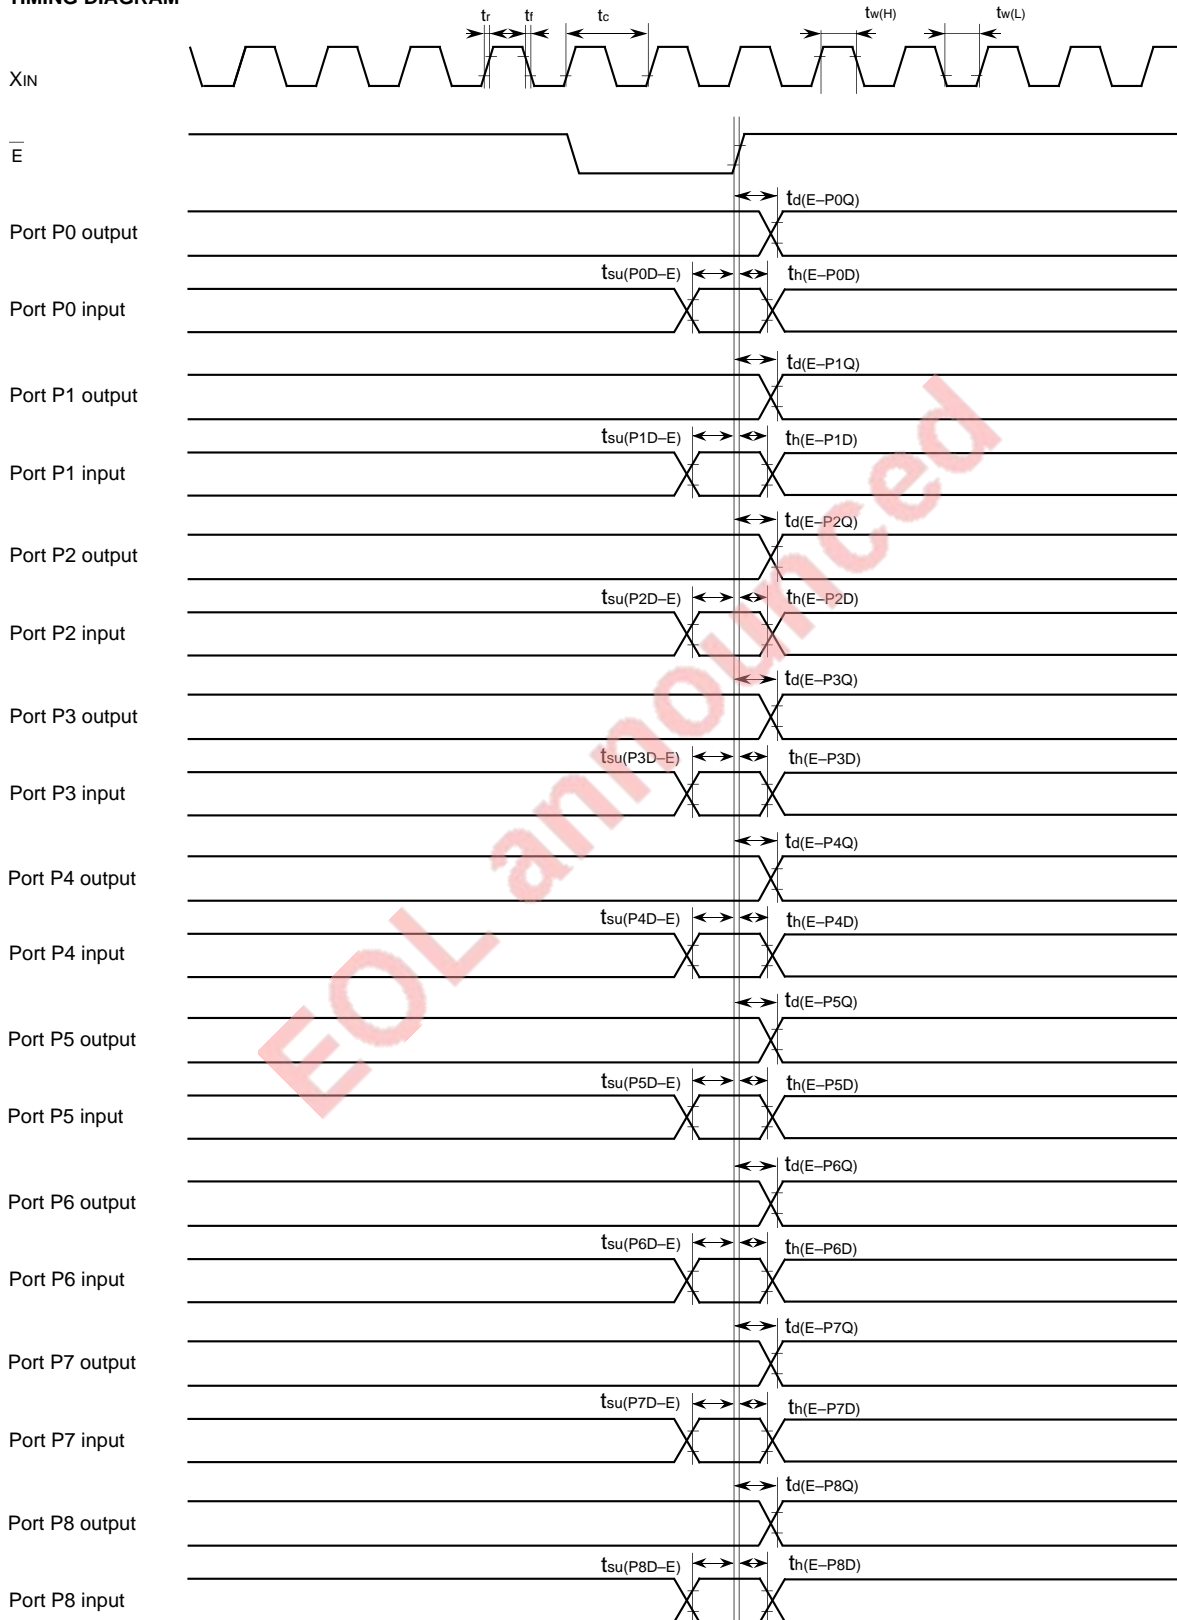 TIMING DIAGRAM
tr tf tc tw(H) tw(L)
XIN
E
td(E–P0Q)
Port P0 output
tsu(P0D–E) th(E–P0D)
Port P0 input
td(E–P1Q)
Port P1 output
tsu(P1D–E) th(E–P1D)
Port P1 input
td(E–P2Q)
Port P2 output
tsu(P2D–E) th(E–P2D)
Port P2 input
td(E–P3Q)
Port P3 output
tsu(P3D–E) th(E–P3D)
Port P3 input
td(E–P4Q)
Port P4 output
tsu(P4D–E) th(E–P4D)
Port P4 input
td(E–P5Q)
Port P5 output
tsu(P5D–E) th(E–P5D)
Port P5 input
td(E–P6Q)
Port P6 output
tsu(P6D–E) th(E–P6D)
Port P6 input
td(E–P7Q)
Port P7 output
tsu(P7D–E) th(E–P7D)
Port P7 input
td(E–P8Q)
Port P8 output
tsu(P8D–E) th(E–P8D)
Port P8 input
EOL announced